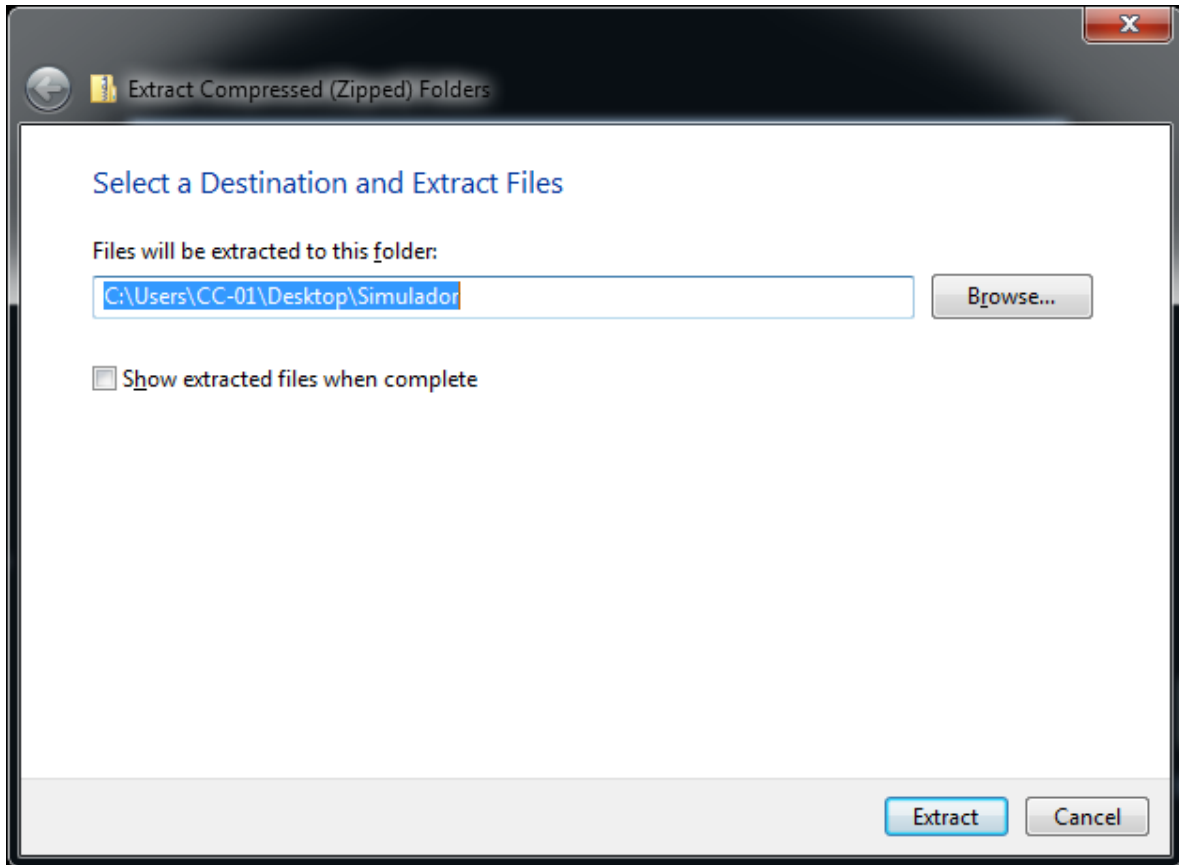 X
Extract Compressed (Zipped) Folders
Select a Destination and Extract Files
Files will be extracted to this folder:
C:\Users\CC-01\Desktop\Simulador
Browse...
Show extracted files when complete
Extract
Cancel